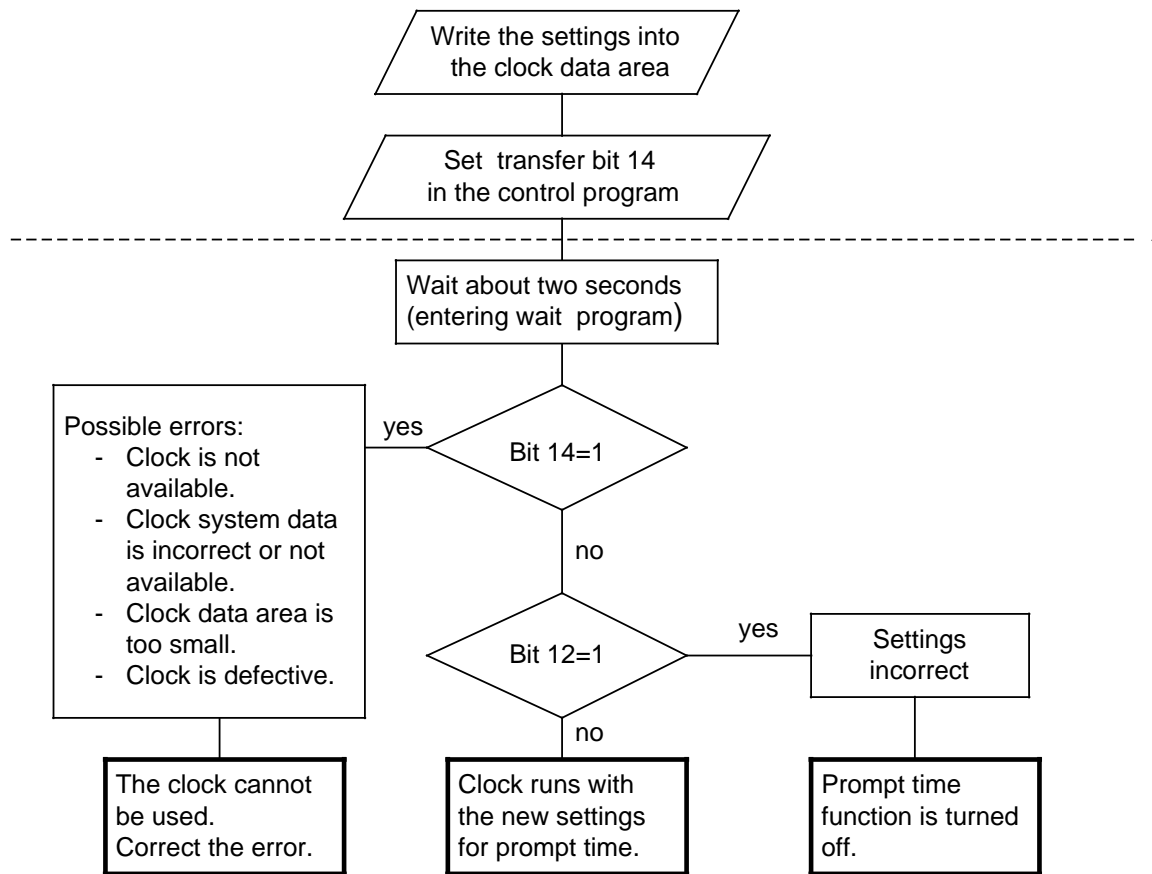 Write the settings into
the clock data area
Set transfer bit 14
in the control program
Wait about two seconds
(entering wait program)
Bit 14=1
yes
Possible errors:
- Clock is not
available.
- Clock system data
is incorrect or not
available.
- Clock data area is
too small.
- Clock is defective.
no
Bit 12=1
yes
Settings
incorrect
no
The clock cannot
be used.
Correct the error.
Clock runs with
the new settings
for prompt time.
Prompt time
function is turned
off.